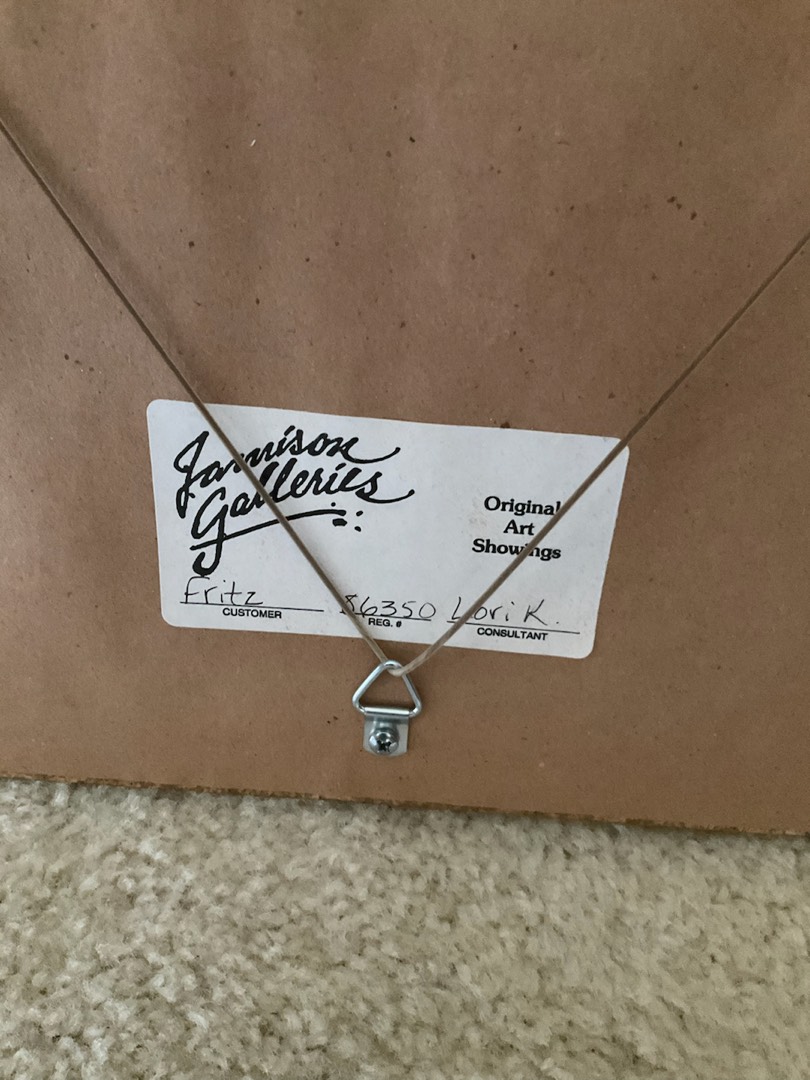 Jamison
Galleries
Original
Art
Showings
Fritz 86350 Lori K.
CUSTOMER REG. # CONSULTANT